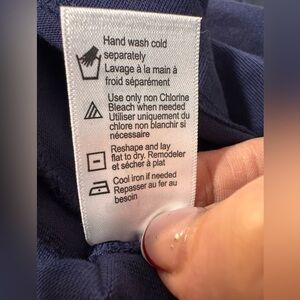 Hand wash cold
separately
Lavage à la main à
froid séparément
Use only non Chlorine
Bleach when needed
Utiliser uniquement du
chlore non blanchir si
nécessaire
Reshape and lay
flat to dry. Remodeler
et sécher à plat
Cool iron if needed
Repasser au fer au
besoin